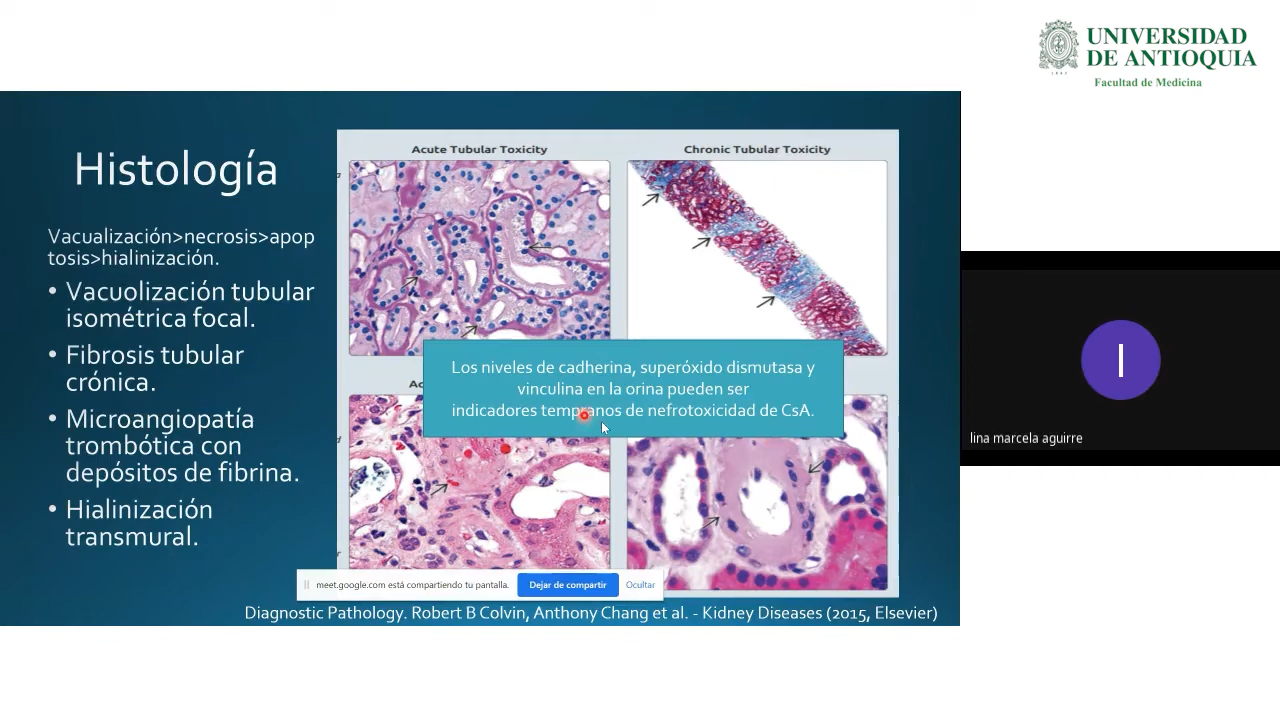 UNIVERSIDAD
DE ANTIOQUIA
1803
Facultad de Medicina
Histología
Vacualización>necrosis>apop
tosis>hialinización.
• Vacuolización tubular
isométrica focal.
• Fibrosis tubular
crónica.
• Microangiopatía
trombótica con
depósitos de fibrina.
• Hialinización
transmural.
Acute Tubular Toxicity
Chronic Tubular Toxicity
Los niveles de cadherina, superóxido dismutasa y
vinculina en la orina pueden ser
indicadores tempranos de nefrotoxicidad de CsA.
meet.google.com está compartiendo tu pantalla.
Dejar de compartir
Ocultar
Diagnostic Pathology. Robert B Colvin, Anthony Chang et al. - Kidney Diseases (2015, Elsevier)
l
lina marcela aguirre